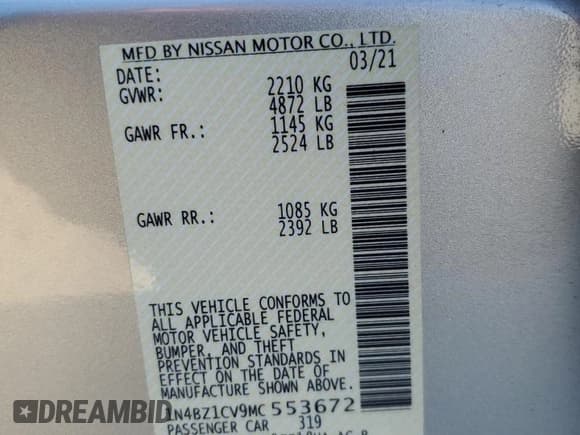 MFD BY NISSAN MOTOR CO., LTD.
DATE: 03/21
GVWR: 2210 KG
4872 LB
GAWR FR.: 1145 KG
2524 LB
GAWR RR.: 1085 KG
2392 LB
THIS VEHICLE CONFORMS TO
ALL APPLICABLE FEDERAL
MOTOR VEHICLE SAFETY,
BUMPER, AND THEFT
PREVENTION STANDARDS IN
EFFECT ON THE DATE OF
MANUFACTURE SHOWN ABOVE.
1N4BZ1CV9MC553672
PASSENGER CAR 319
AUTOHELPERBOT.COM